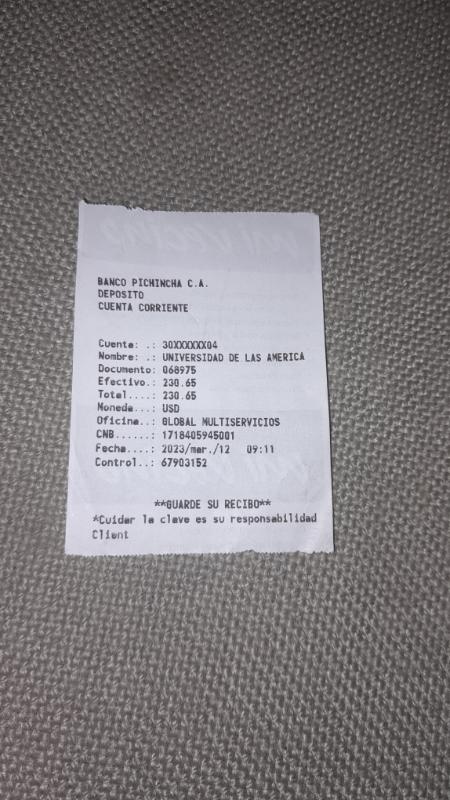 BANCO PICHINCHA C.A.
DEPOSITO
CUENTA CORRIENTE
Cuenta: .: 30XXXXXX04
Nombre: .: UNIVERSIDAD DE LAS AMERICA
Documento: 068975
Efectivo.: 230.65
Total....: 230.65
Moneda...: USD
Oficina..: GLOBAL MULTISERVICIOS
CNB......: 1718405945001
Fecha....: 2023/mar./12 09:11
Control..: 67903152
**GUARDE SU RECIBO**
*Cuidar la clave es su responsabilidad
Client